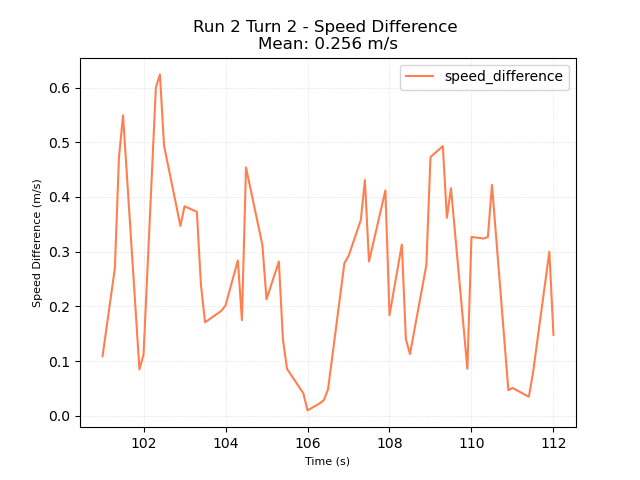 Run 2 Turn 2 - Speed Difference
Mean: 0.256 m/s
speed_difference
0.6
0.5
0.4
0.3
0.2
0.1
0.0
Speed Difference (m/s)
102 104 106 108 110 112
Time (s)